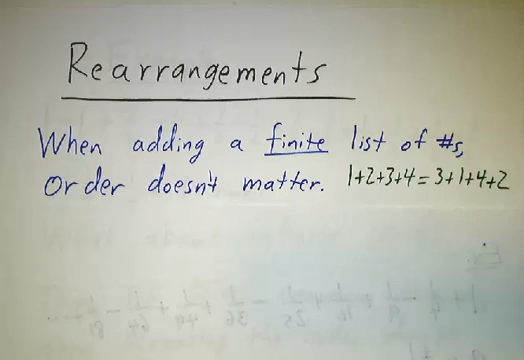 Rearrangements
When adding a finite list of #s,
Order doesn't matter. 1+2+3+4=3+1+4+2